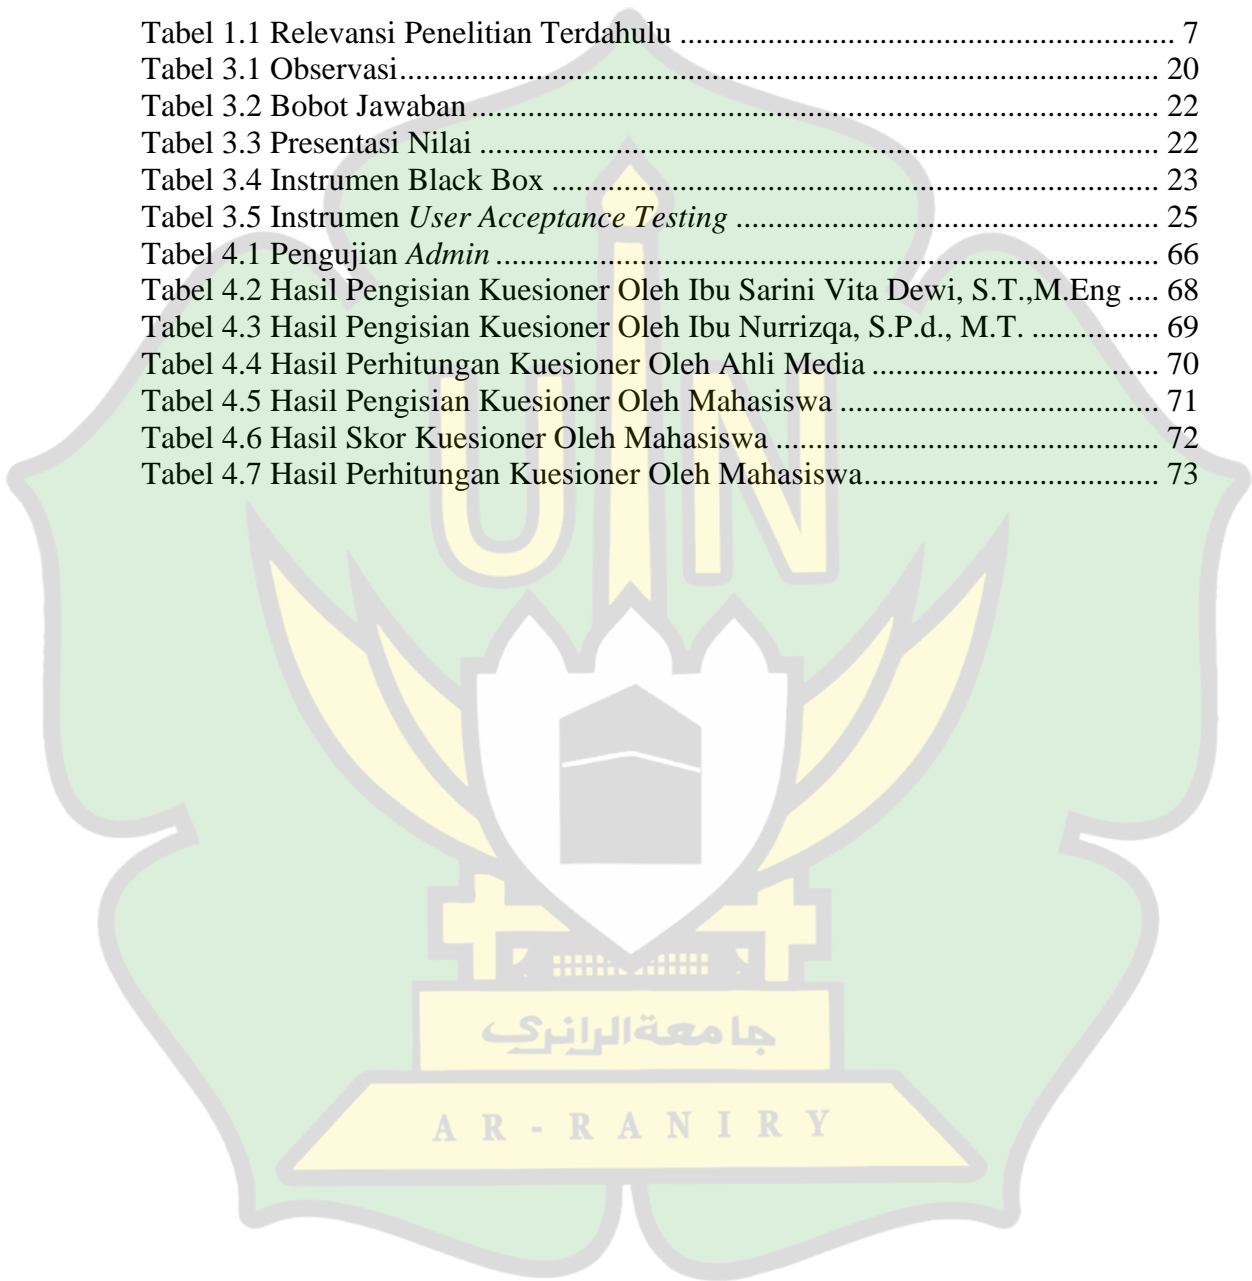 Tabel 1.1 Relevansi Penelitian Terdahulu ............................................................. 7
Tabel 3.1 Observasi............................................................................................... 20
Tabel 3.2 Bobot Jawaban ...................................................................................... 22
Tabel 3.3 Presentasi Nilai ..................................................................................... 22
Tabel 3.4 Instrumen Black Box ............................................................................ 23
Tabel 3.5 Instrumen User Acceptance Testing ..................................................... 25
Tabel 4.1 Pengujian Admin ................................................................................... 66
Tabel 4.2 Hasil Pengisian Kuesioner Oleh Ibu Sarini Vita Dewi, S.T.,M.Eng .... 68
Tabel 4.3 Hasil Pengisian Kuesioner Oleh Ibu Nurrizqa, S.P.d., M.T. ................ 69
Tabel 4.4 Hasil Perhitungan Kuesioner Oleh Ahli Media .................................... 70
Tabel 4.5 Hasil Pengisian Kuesioner Oleh Mahasiswa ........................................ 71
Tabel 4.6 Hasil Skor Kuesioner Oleh Mahasiswa ................................................ 72
Tabel 4.7 Hasil Perhitungan Kuesioner Oleh Mahasiswa..................................... 73
UIN
جامعةالرانري
AR-RANIRY